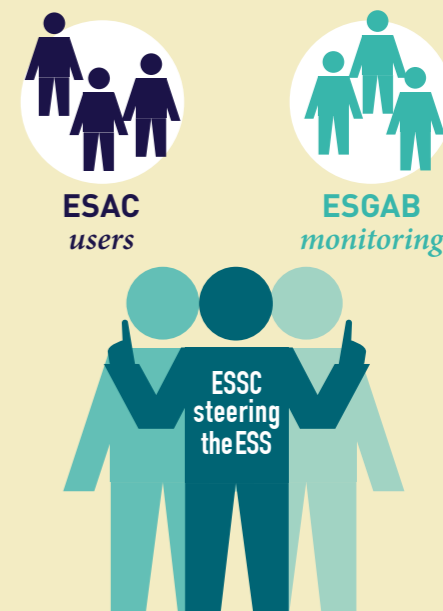 ESAC
users
ESGAB
monitoring
ESSC
steering
the ESS